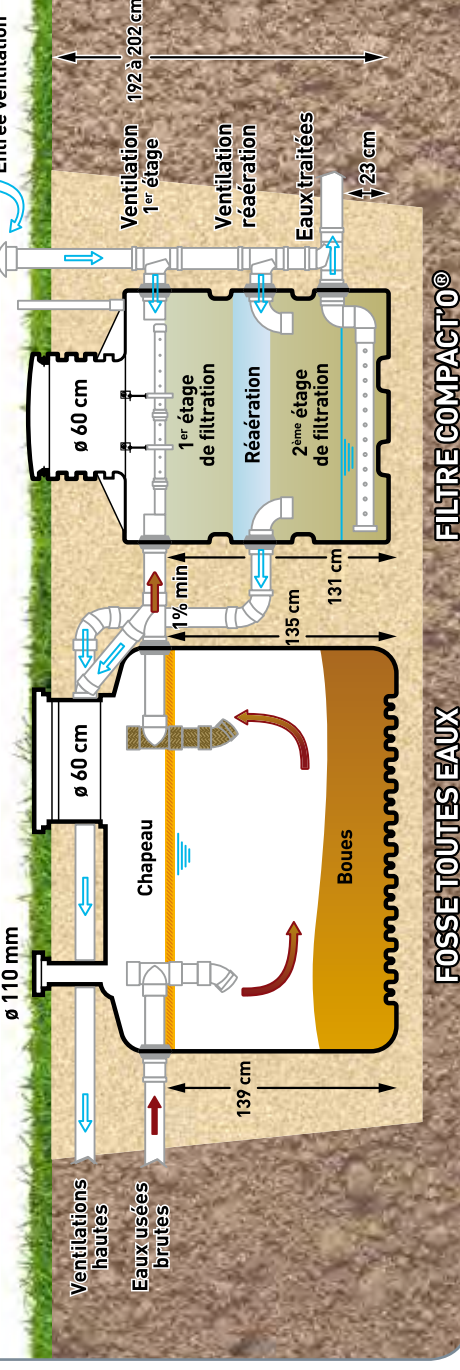 Entrée ventilation
ø 110 mm
ø 60 cm
ø 60 cm
192 à 202 cm
Ventilations
hautes
Eaux usées
brutes
Chapeau
Boues
139 cm
1% min
135 cm
131 cm
1er étage
de filtration
Réaération
2ème étage
de filtration
Ventilation
1er étage
Ventilation
réaération
Eaux traitées
23 cm
FOSSE TOUTES EAUX
FILTRE COMPACT'O®